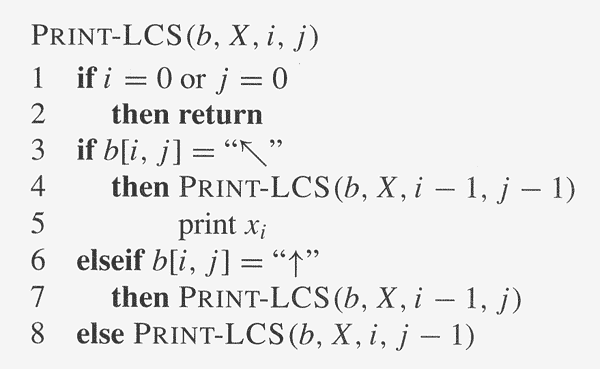 PRINT-LCS(b, X, i, j)
1 if i = 0 or j = 0
2 then return
3 if b[i, j] = “↖”
4 then PRINT-LCS(b, X, i − 1, j − 1)
5 print xᵢ
6 elseif b[i, j] = “↑”
7 then PRINT-LCS(b, X, i − 1, j)
8 else PRINT-LCS(b, X, i, j − 1)